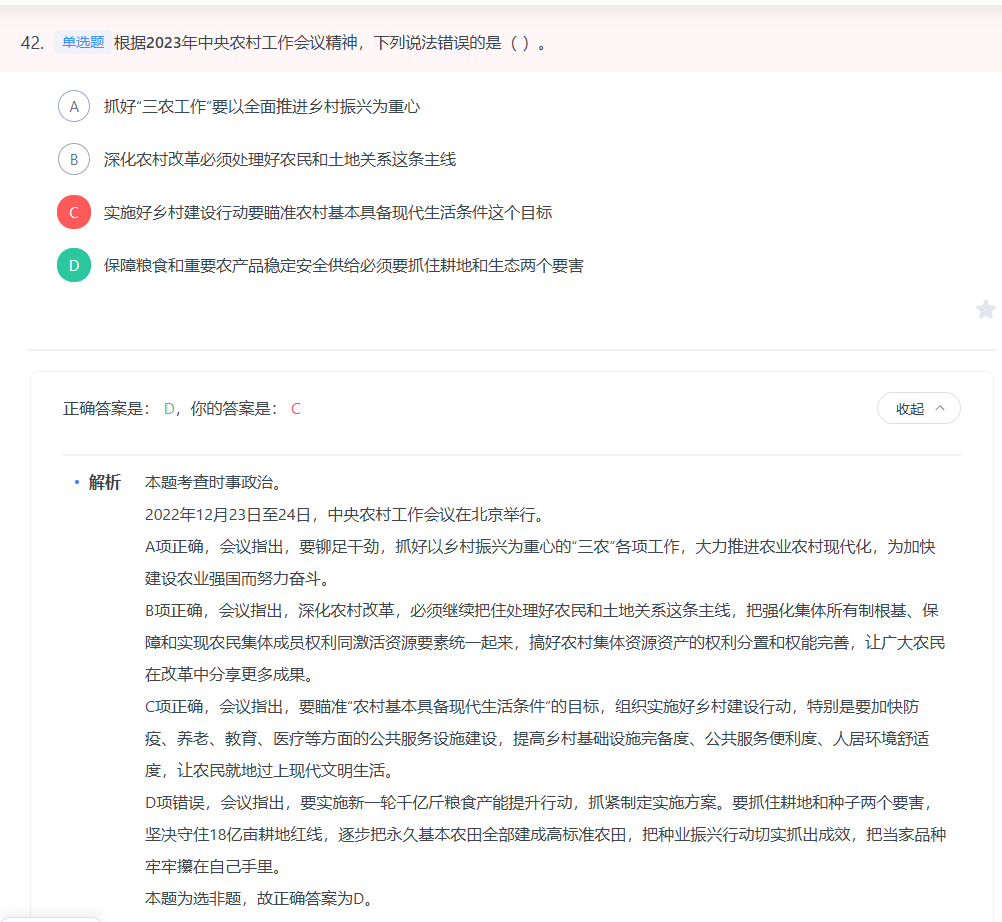 42. 单选题 根据2023年中央农村工作会议精神，下列说法错误的是（ ）。
A 抓好“三农工作”要以全面推进乡村振兴为重心
B 深化农村改革必须处理好农民和土地关系这条主线
C 实施好乡村建设行动要瞄准农村基本具备现代生活条件这个目标
D 保障粮食和重要农产品稳定安全供给必须要抓住耕地和生态两个要害
正确答案是： D，你的答案是： C
收起
• 解析 本题考查时事政治。
2022年12月23日至24日，中央农村工作会议在北京举行。
A项正确，会议指出，要铆足干劲，抓好以乡村振兴为重心的“三农”各项工作，大力推进农业农村现代化，为加快
建设农业强国而努力奋斗。
B项正确，会议指出，深化农村改革，必须继续把住处理好农民和土地关系这条主线，把强化集体所有制根基、保
障和实现农民集体成员权利同激活资源要素统一起来，搞好农村集体资源资产的权利分置和权能完善，让广大农民
在改革中分享更多成果。
C项正确，会议指出，要瞄准“农村基本具备现代生活条件”的目标，组织实施好乡村建设行动，特别是要加快防
疫、养老、教育、医疗等方面的公共服务设施建设，提高乡村基础设施完备度、公共服务便利度、人居环境舒适
度，让农民就地过上现代文明生活。
D项错误，会议指出，要实施新一轮千亿斤粮食产能提升行动，抓紧制定实施方案。要抓住耕地和种子两个要害，
坚决守住18亿亩耕地红线，逐步把永久基本农田全部建成高标准农田，把种业振兴行动切实抓出成效，把当家品种
牢牢攥在自己手里。
本题为选非题，故正确答案为D。